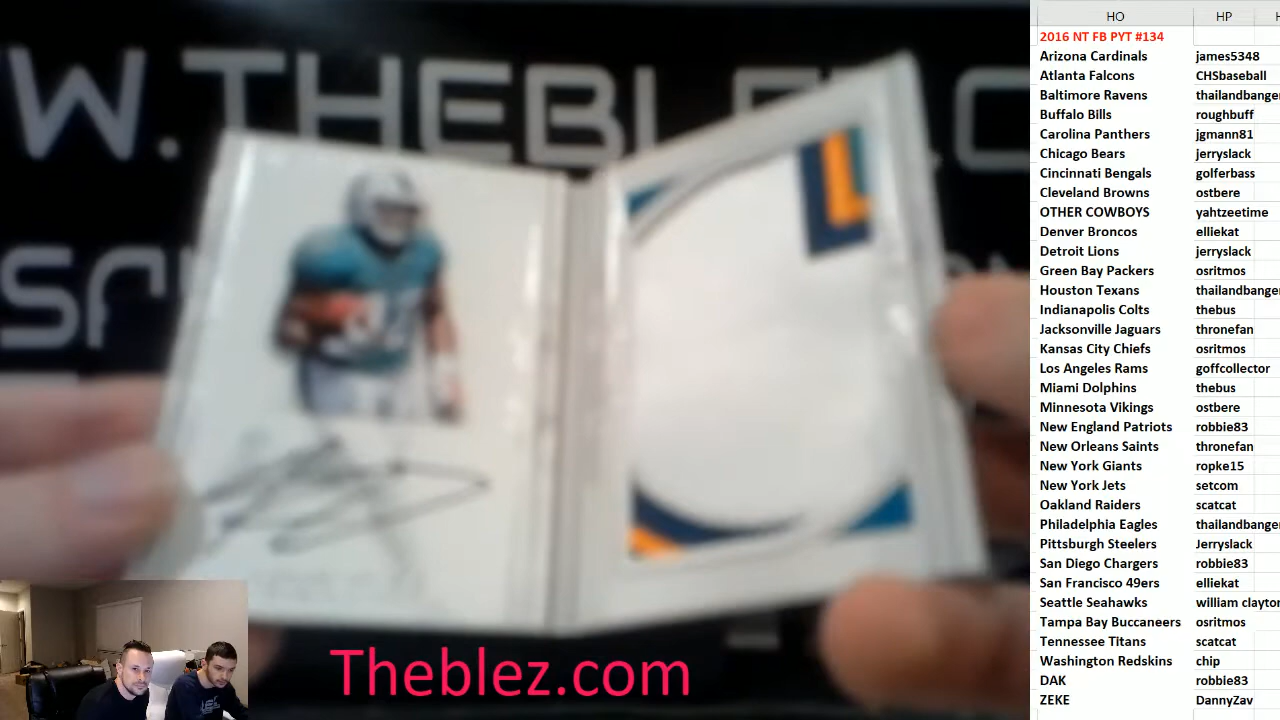 W.THEBLEZ.C
HO HP
2016 NT FB PYT #134
Arizona Cardinals james5348
Atlanta Falcons CHSbaseball
Baltimore Ravens thailandbanger
Buffalo Bills roughbuff
Carolina Panthers jgmann81
Chicago Bears jerryslack
Cincinnati Bengals golferbass
Cleveland Browns ostbere
OTHER COWBOYS yahtzeetime
Denver Broncos elliekat
Detroit Lions jerryslack
Green Bay Packers osritmos
Houston Texans thailandbanger
Indianapolis Colts thebus
Jacksonville Jaguars thronefan
Kansas City Chiefs osritmos
Los Angeles Rams goffcollector
Miami Dolphins thebus
Minnesota Vikings ostbere
New England Patriots robbie83
New Orleans Saints thronefan
New York Giants ropke15
New York Jets setcom
Oakland Raiders scatcat
Philadelphia Eagles thailandbanger
Pittsburgh Steelers Jerryslack
San Diego Chargers robbie83
San Francisco 49ers elliekat
Seattle Seahawks william clayton
Tampa Bay Buccaneers osritmos
Tennessee Titans scatcat
Washington Redskins chip
DAK robbie83
ZEKE DannyZav
Theblez.com